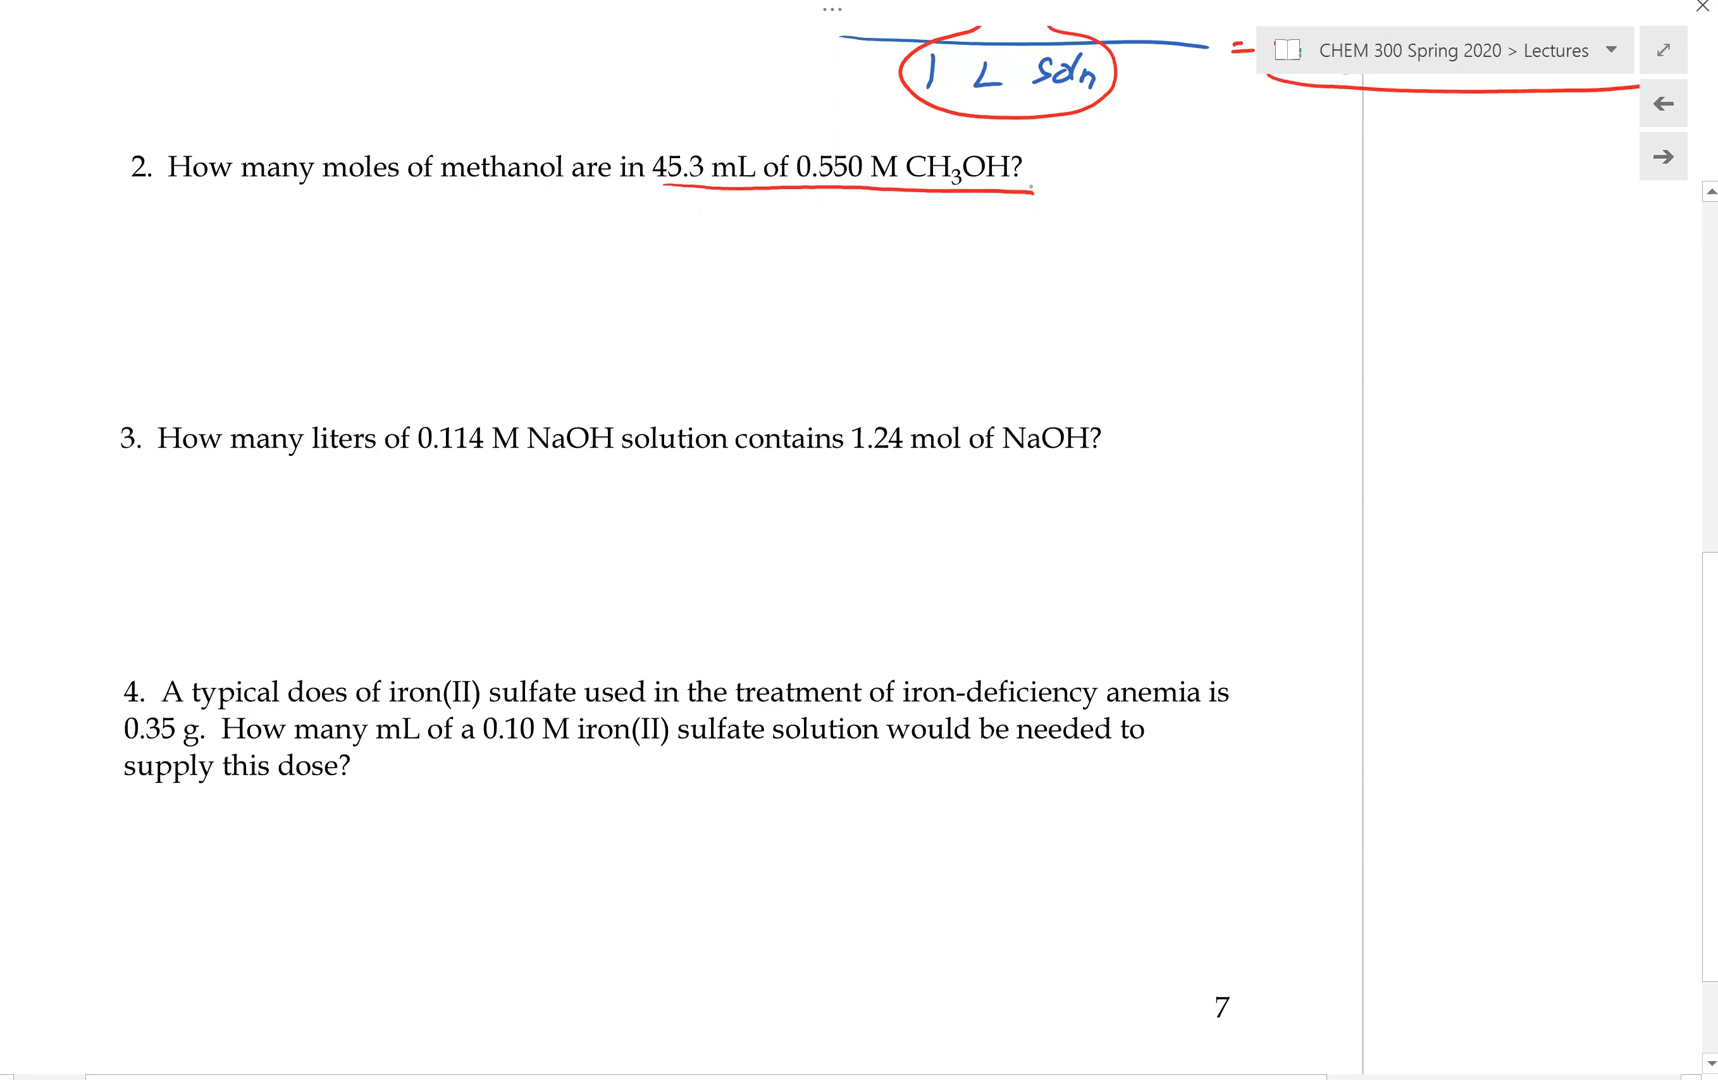 1 L soln
=
CHEM 300 Spring 2020 > Lectures
2. How many moles of methanol are in 45.3 mL of 0.550 M CH₃OH?
3. How many liters of 0.114 M NaOH solution contains 1.24 mol of NaOH?
4. A typical does of iron(II) sulfate used in the treatment of iron-deficiency anemia is
0.35 g. How many mL of a 0.10 M iron(II) sulfate solution would be needed to
supply this dose?
7